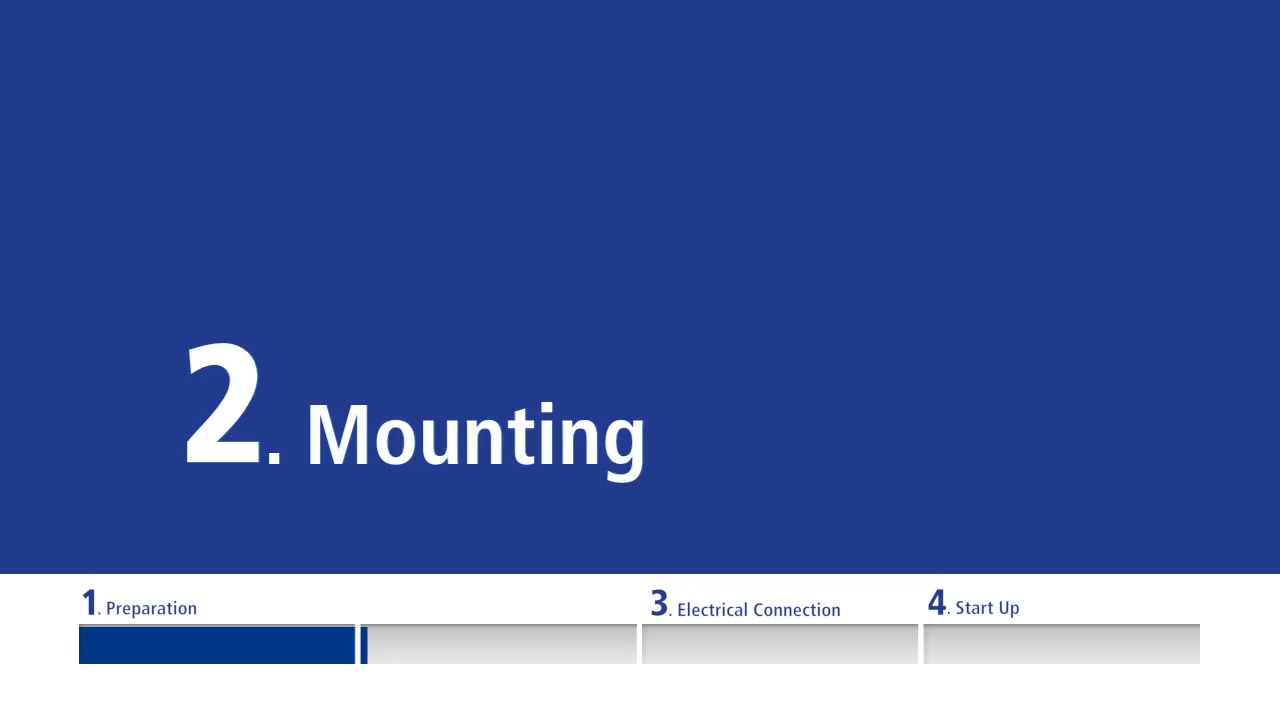 2. Mounting
1. Preparation
3. Electrical Connection
4. Start Up